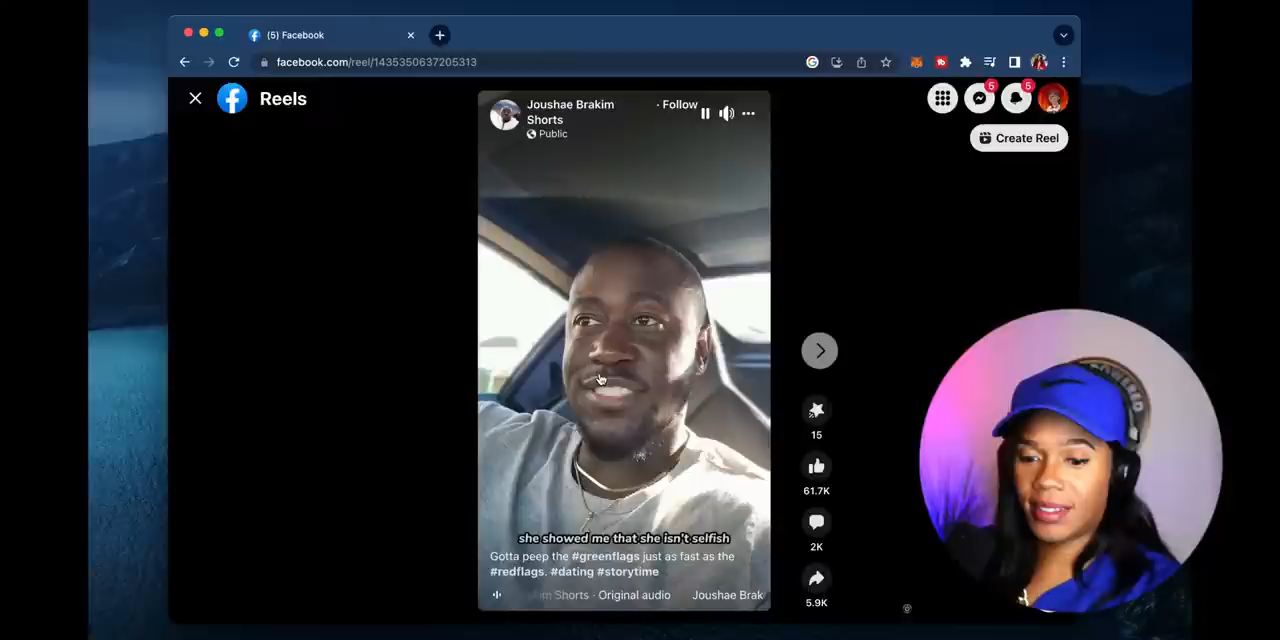 (5) Facebook
facebook.com/reel/1435350637205313
Reels
5
5
Create Reel
Joushae Brakim
Shorts
· Follow
Public
15
61.7K
2K
5.9K
she showed me that she isn't selfish
Gotta peep the #greenflags just as fast as the
#redflags. #dating #storytime
Shorts · Original audio
Joushae Brak